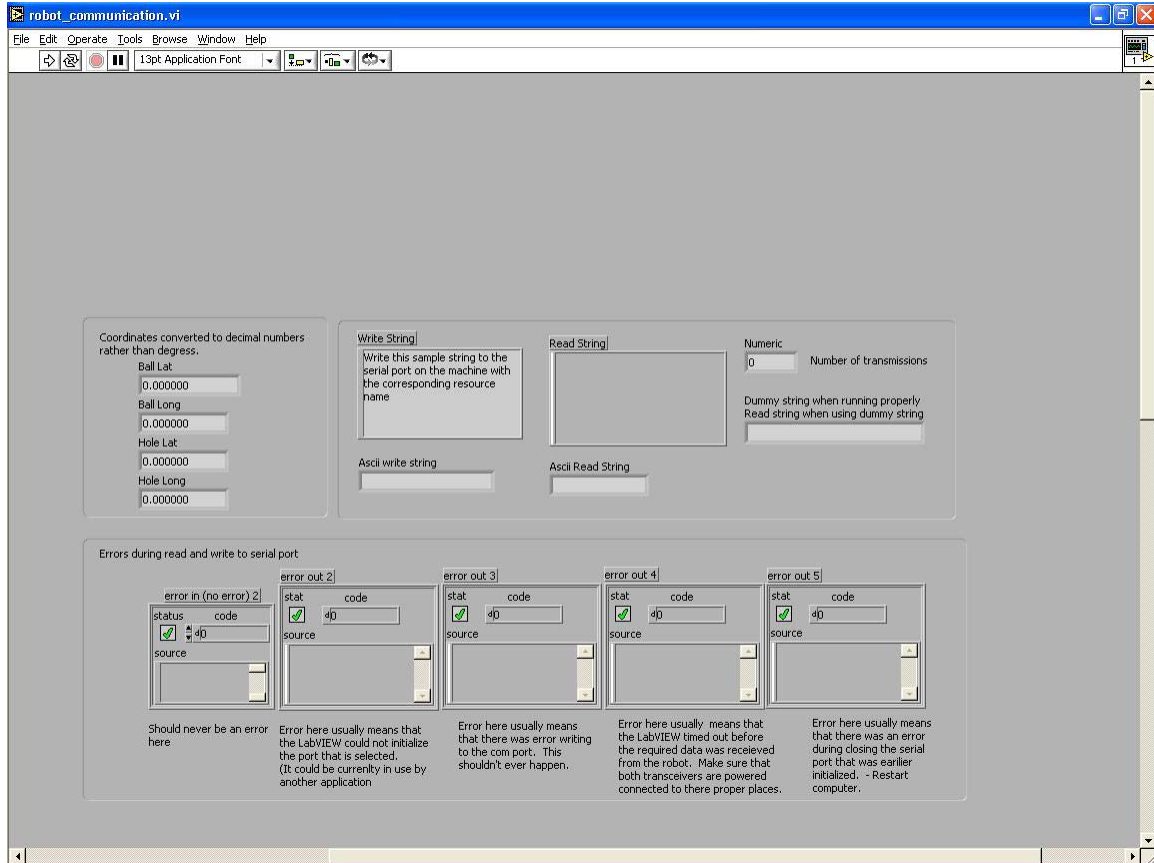 robot_communication.vi
File Edit Operate Tools Browse Window Help
13pt Application Font
1
Coordinates converted to decimal numbers
rather than degress.
Ball Lat
0.000000
Ball Long
0.000000
Hole Lat
0.000000
Hole Long
0.000000
Write String
Write this sample string to the
serial port on the machine with
the corresponding resource
name
Ascii write string
Read String
Ascii Read String
Numeric
0 Number of transmissions
Dummy string when running properly
Read string when using dummy string
Errors during read and write to serial port
error in (no error) 2
status code
d0
source
Should never be an error
here
error out 2
stat code
d0
source
Error here usually means that
the LabVIEW could not initialize
the port that is selected.
(It could be currenlty in use by
another application
error out 3
stat code
d0
source
Error here usually means
that there was error writing
to the com port. This
shouldn't ever happen.
error out 4
stat code
d0
source
Error here usually means that
the LabVIEW timed out before
the required data was receieved
from the robot. Make sure that
both transceivers are powered
connected to there proper places.
error out 5
stat code
d0
source
Error here usually means
that there was an error
during closing the serial
port that was earilier
initialized. - Restart
computer.